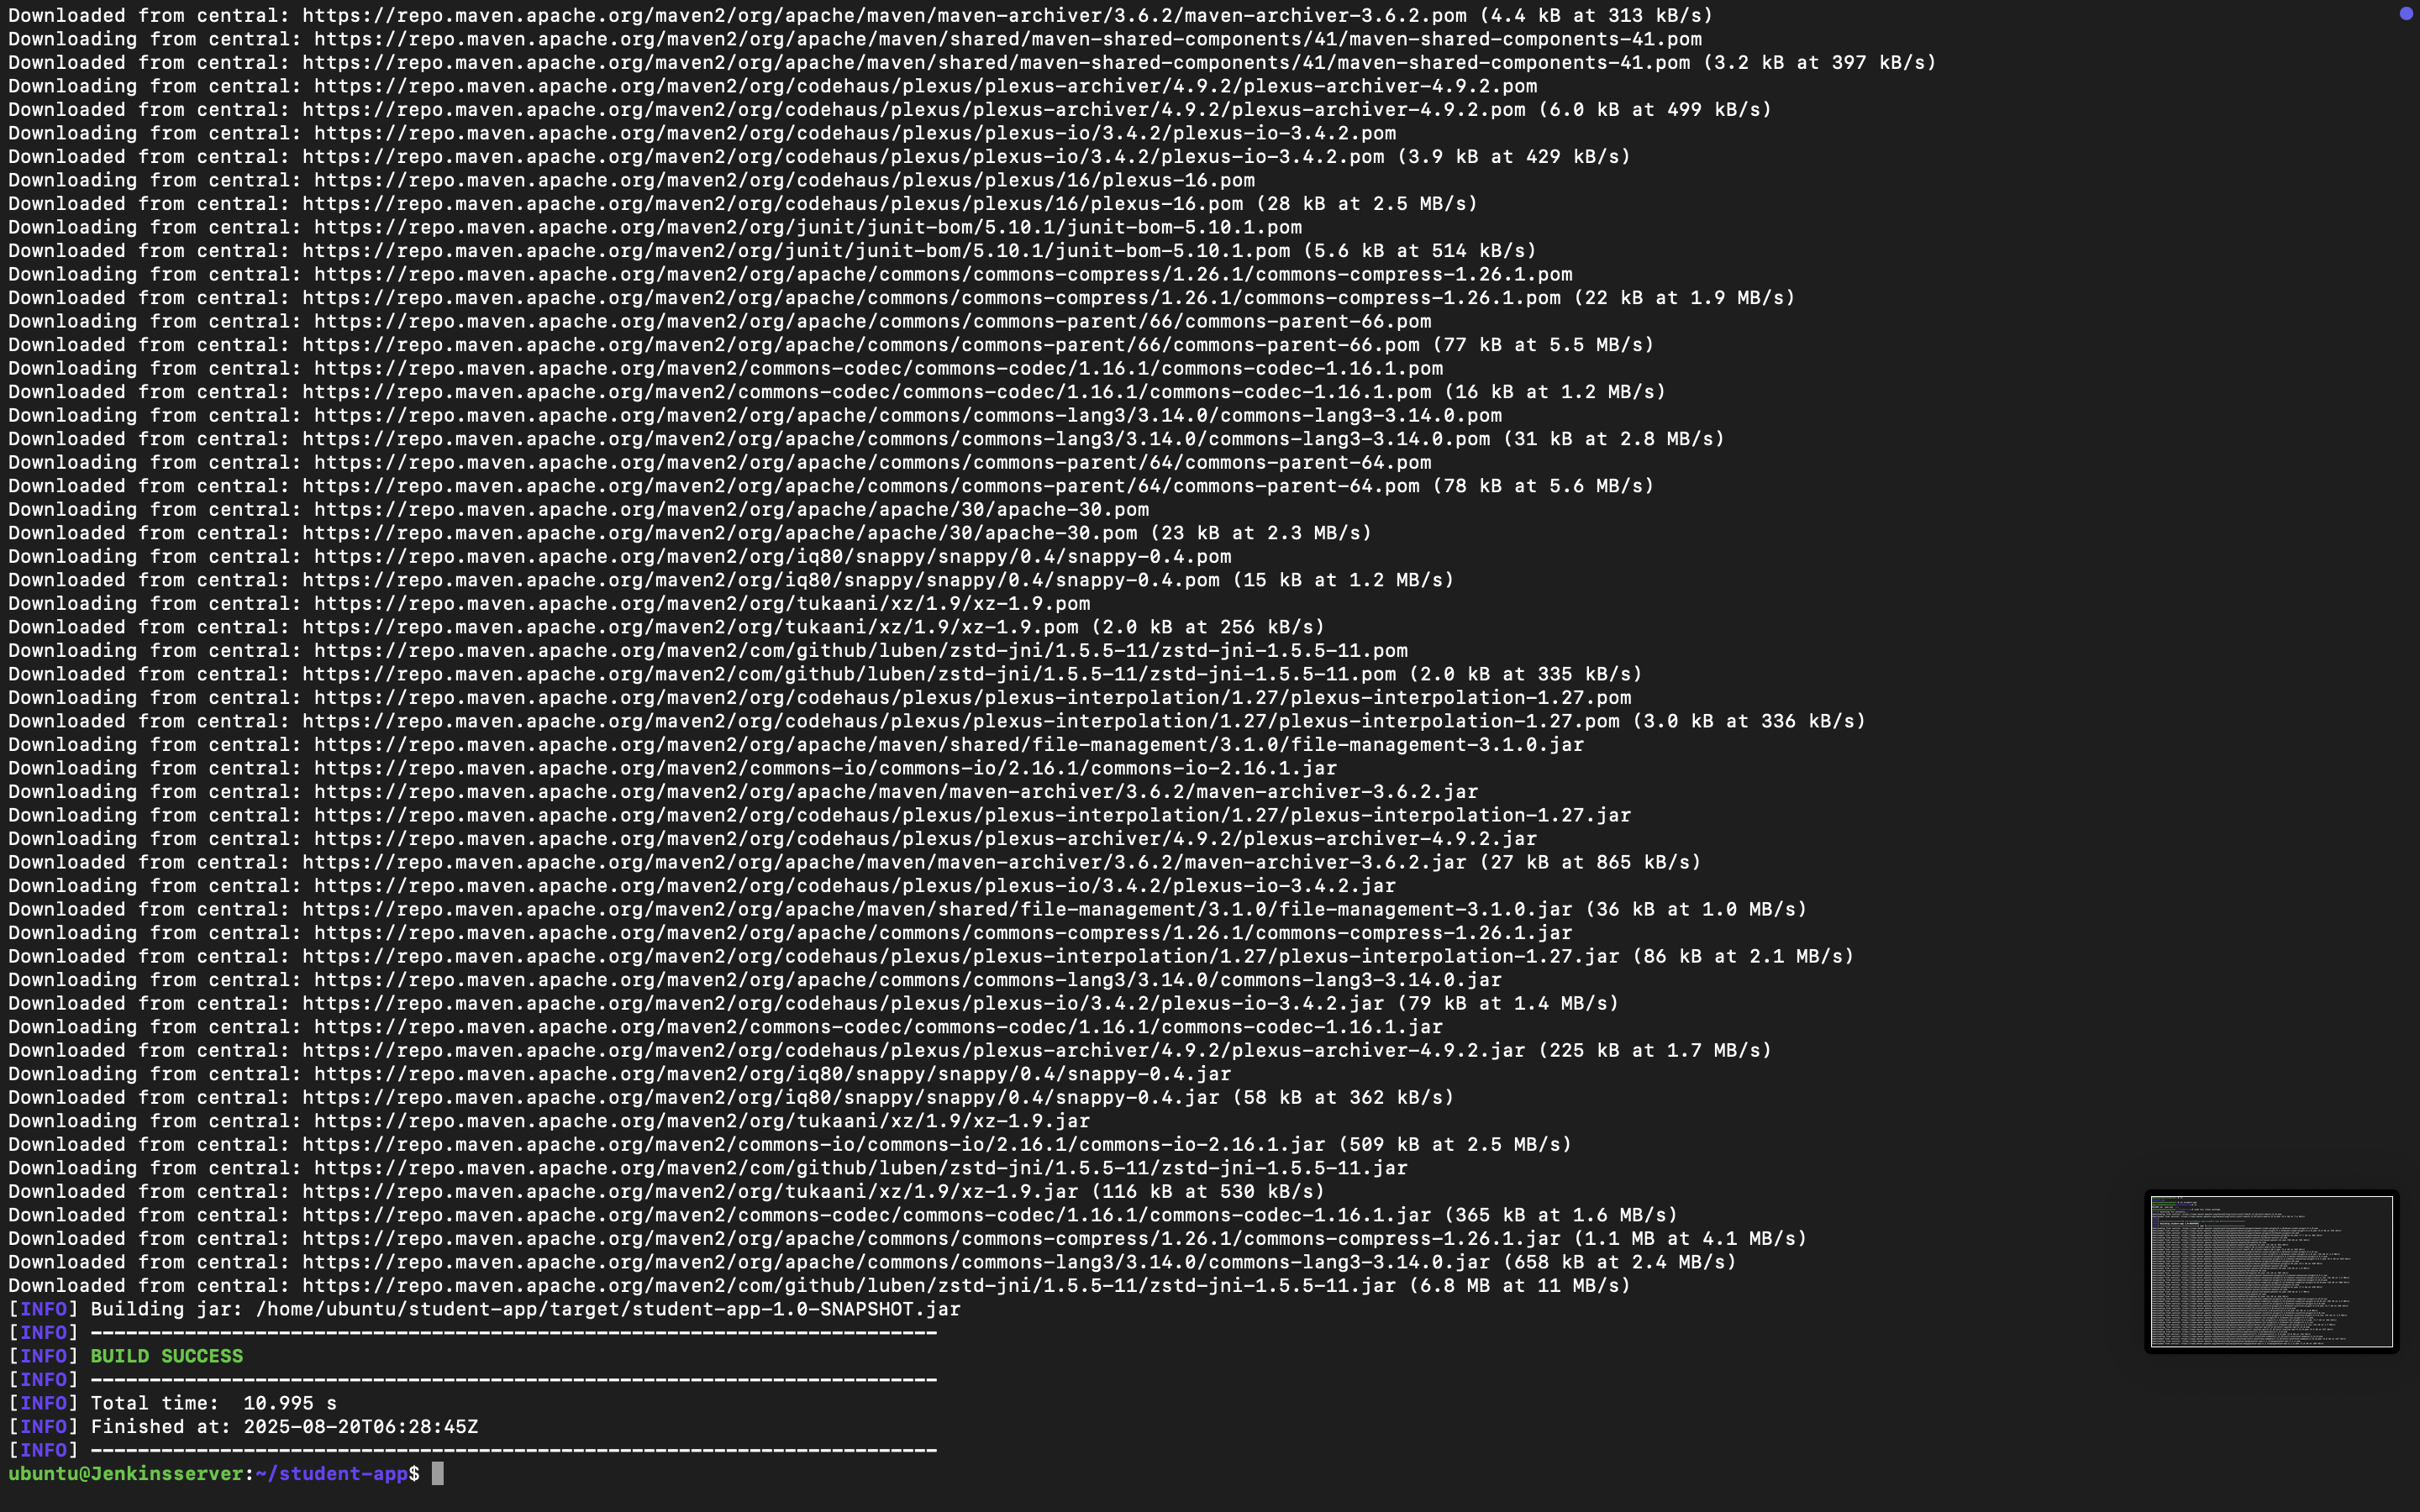 Downloaded from central: https://repo.maven.apache.org/maven2/org/apache/maven/maven-archiver/3.6.2/maven-archiver-3.6.2.pom (4.4 kB at 313 kB/s)
Downloading from central: https://repo.maven.apache.org/maven2/org/apache/maven/shared/maven-shared-components/41/maven-shared-components-41.pom
Downloaded from central: https://repo.maven.apache.org/maven2/org/apache/maven/shared/maven-shared-components/41/maven-shared-components-41.pom (3.2 kB at 397 kB/s)
Downloading from central: https://repo.maven.apache.org/maven2/org/codehaus/plexus/plexus-archiver/4.9.2/plexus-archiver-4.9.2.pom
Downloaded from central: https://repo.maven.apache.org/maven2/org/codehaus/plexus/plexus-archiver/4.9.2/plexus-archiver-4.9.2.pom (6.0 kB at 499 kB/s)
Downloading from central: https://repo.maven.apache.org/maven2/org/codehaus/plexus/plexus-io/3.4.2/plexus-io-3.4.2.pom
Downloaded from central: https://repo.maven.apache.org/maven2/org/codehaus/plexus/plexus-io/3.4.2/plexus-io-3.4.2.pom (3.9 kB at 429 kB/s)
Downloading from central: https://repo.maven.apache.org/maven2/org/codehaus/plexus/plexus/16/plexus-16.pom
Downloaded from central: https://repo.maven.apache.org/maven2/org/codehaus/plexus/plexus/16/plexus-16.pom (28 kB at 2.5 MB/s)
Downloading from central: https://repo.maven.apache.org/maven2/org/junit/junit-bom/5.10.1/junit-bom-5.10.1.pom
Downloaded from central: https://repo.maven.apache.org/maven2/org/junit/junit-bom/5.10.1/junit-bom-5.10.1.pom (5.6 kB at 514 kB/s)
Downloading from central: https://repo.maven.apache.org/maven2/org/apache/commons/commons-compress/1.26.1/commons-compress-1.26.1.pom
Downloaded from central: https://repo.maven.apache.org/maven2/org/apache/commons/commons-compress/1.26.1/commons-compress-1.26.1.pom (22 kB at 1.9 MB/s)
Downloading from central: https://repo.maven.apache.org/maven2/org/apache/commons/commons-parent/66/commons-parent-66.pom
Downloaded from central: https://repo.maven.apache.org/maven2/org/apache/commons/commons-parent/66/commons-parent-66.pom (77 kB at 5.5 MB/s)
Downloading from central: https://repo.maven.apache.org/maven2/commons-codec/commons-codec/1.16.1/commons-codec-1.16.1.pom
Downloaded from central: https://repo.maven.apache.org/maven2/commons-codec/commons-codec/1.16.1/commons-codec-1.16.1.pom (16 kB at 1.2 MB/s)
Downloading from central: https://repo.maven.apache.org/maven2/org/apache/commons/commons-lang3/3.14.0/commons-lang3-3.14.0.pom
Downloaded from central: https://repo.maven.apache.org/maven2/org/apache/commons/commons-lang3/3.14.0/commons-lang3-3.14.0.pom (31 kB at 2.8 MB/s)
Downloading from central: https://repo.maven.apache.org/maven2/org/apache/commons/commons-parent/64/commons-parent-64.pom
Downloaded from central: https://repo.maven.apache.org/maven2/org/apache/commons/commons-parent/64/commons-parent-64.pom (78 kB at 5.6 MB/s)
Downloading from central: https://repo.maven.apache.org/maven2/org/apache/apache/30/apache-30.pom
Downloaded from central: https://repo.maven.apache.org/maven2/org/apache/apache/30/apache-30.pom (23 kB at 2.3 MB/s)
Downloading from central: https://repo.maven.apache.org/maven2/org/iq80/snappy/snappy/0.4/snappy-0.4.pom
Downloaded from central: https://repo.maven.apache.org/maven2/org/iq80/snappy/snappy/0.4/snappy-0.4.pom (15 kB at 1.2 MB/s)
Downloading from central: https://repo.maven.apache.org/maven2/org/tukaani/xz/1.9/xz-1.9.pom
Downloaded from central: https://repo.maven.apache.org/maven2/org/tukaani/xz/1.9/xz-1.9.pom (2.0 kB at 256 kB/s)
Downloading from central: https://repo.maven.apache.org/maven2/com/github/luben/zstd-jni/1.5.5-11/zstd-jni-1.5.5-11.pom
Downloaded from central: https://repo.maven.apache.org/maven2/com/github/luben/zstd-jni/1.5.5-11/zstd-jni-1.5.5-11.pom (2.0 kB at 335 kB/s)
Downloading from central: https://repo.maven.apache.org/maven2/org/codehaus/plexus/plexus-interpolation/1.27/plexus-interpolation-1.27.pom
Downloaded from central: https://repo.maven.apache.org/maven2/org/codehaus/plexus/plexus-interpolation/1.27/plexus-interpolation-1.27.pom (3.0 kB at 336 kB/s)
Downloading from central: https://repo.maven.apache.org/maven2/org/apache/maven/shared/file-management/3.1.0/file-management-3.1.0.jar
Downloading from central: https://repo.maven.apache.org/maven2/commons-io/commons-io/2.16.1/commons-io-2.16.1.jar
Downloading from central: https://repo.maven.apache.org/maven2/org/apache/maven/maven-archiver/3.6.2/maven-archiver-3.6.2.jar
Downloading from central: https://repo.maven.apache.org/maven2/org/codehaus/plexus/plexus-interpolation/1.27/plexus-interpolation-1.27.jar
Downloading from central: https://repo.maven.apache.org/maven2/org/codehaus/plexus/plexus-archiver/4.9.2/plexus-archiver-4.9.2.jar
Downloaded from central: https://repo.maven.apache.org/maven2/org/apache/maven/maven-archiver/3.6.2/maven-archiver-3.6.2.jar (27 kB at 865 kB/s)
Downloading from central: https://repo.maven.apache.org/maven2/org/codehaus/plexus/plexus-io/3.4.2/plexus-io-3.4.2.jar
Downloaded from central: https://repo.maven.apache.org/maven2/org/apache/maven/shared/file-management/3.1.0/file-management-3.1.0.jar (36 kB at 1.0 MB/s)
Downloading from central: https://repo.maven.apache.org/maven2/org/apache/commons/commons-compress/1.26.1/commons-compress-1.26.1.jar
Downloaded from central: https://repo.maven.apache.org/maven2/org/codehaus/plexus/plexus-interpolation/1.27/plexus-interpolation-1.27.jar (86 kB at 2.1 MB/s)
Downloading from central: https://repo.maven.apache.org/maven2/org/apache/commons/commons-lang3/3.14.0/commons-lang3-3.14.0.jar
Downloaded from central: https://repo.maven.apache.org/maven2/org/codehaus/plexus/plexus-io/3.4.2/plexus-io-3.4.2.jar (79 kB at 1.4 MB/s)
Downloading from central: https://repo.maven.apache.org/maven2/commons-codec/commons-codec/1.16.1/commons-codec-1.16.1.jar
Downloaded from central: https://repo.maven.apache.org/maven2/org/codehaus/plexus/plexus-archiver/4.9.2/plexus-archiver-4.9.2.jar (225 kB at 1.7 MB/s)
Downloading from central: https://repo.maven.apache.org/maven2/org/iq80/snappy/snappy/0.4/snappy-0.4.jar
Downloaded from central: https://repo.maven.apache.org/maven2/org/iq80/snappy/snappy/0.4/snappy-0.4.jar (58 kB at 362 kB/s)
Downloading from central: https://repo.maven.apache.org/maven2/org/tukaani/xz/1.9/xz-1.9.jar
Downloaded from central: https://repo.maven.apache.org/maven2/commons-io/commons-io/2.16.1/commons-io-2.16.1.jar (509 kB at 2.5 MB/s)
Downloading from central: https://repo.maven.apache.org/maven2/com/github/luben/zstd-jni/1.5.5-11/zstd-jni-1.5.5-11.jar
Downloaded from central: https://repo.maven.apache.org/maven2/org/tukaani/xz/1.9/xz-1.9.jar (116 kB at 530 kB/s)
Downloaded from central: https://repo.maven.apache.org/maven2/commons-codec/commons-codec/1.16.1/commons-codec-1.16.1.jar (365 kB at 1.6 MB/s)
Downloaded from central: https://repo.maven.apache.org/maven2/org/apache/commons/commons-compress/1.26.1/commons-compress-1.26.1.jar (1.1 MB at 4.1 MB/s)
Downloaded from central: https://repo.maven.apache.org/maven2/org/apache/commons/commons-lang3/3.14.0/commons-lang3-3.14.0.jar (658 kB at 2.4 MB/s)
Downloaded from central: https://repo.maven.apache.org/maven2/com/github/luben/zstd-jni/1.5.5-11/zstd-jni-1.5.5-11.jar (6.8 MB at 11 MB/s)
[INFO] Building jar: /home/ubuntu/student-app/target/student-app-1.0-SNAPSHOT.jar
[INFO] ------------------------------------------------------------------------
[INFO] BUILD SUCCESS
[INFO] ------------------------------------------------------------------------
[INFO] Total time:  10.995 s
[INFO] Finished at: 2025-08-20T06:28:45Z
[INFO] ------------------------------------------------------------------------
ubuntu@Jenkinsserver:~/student-app$